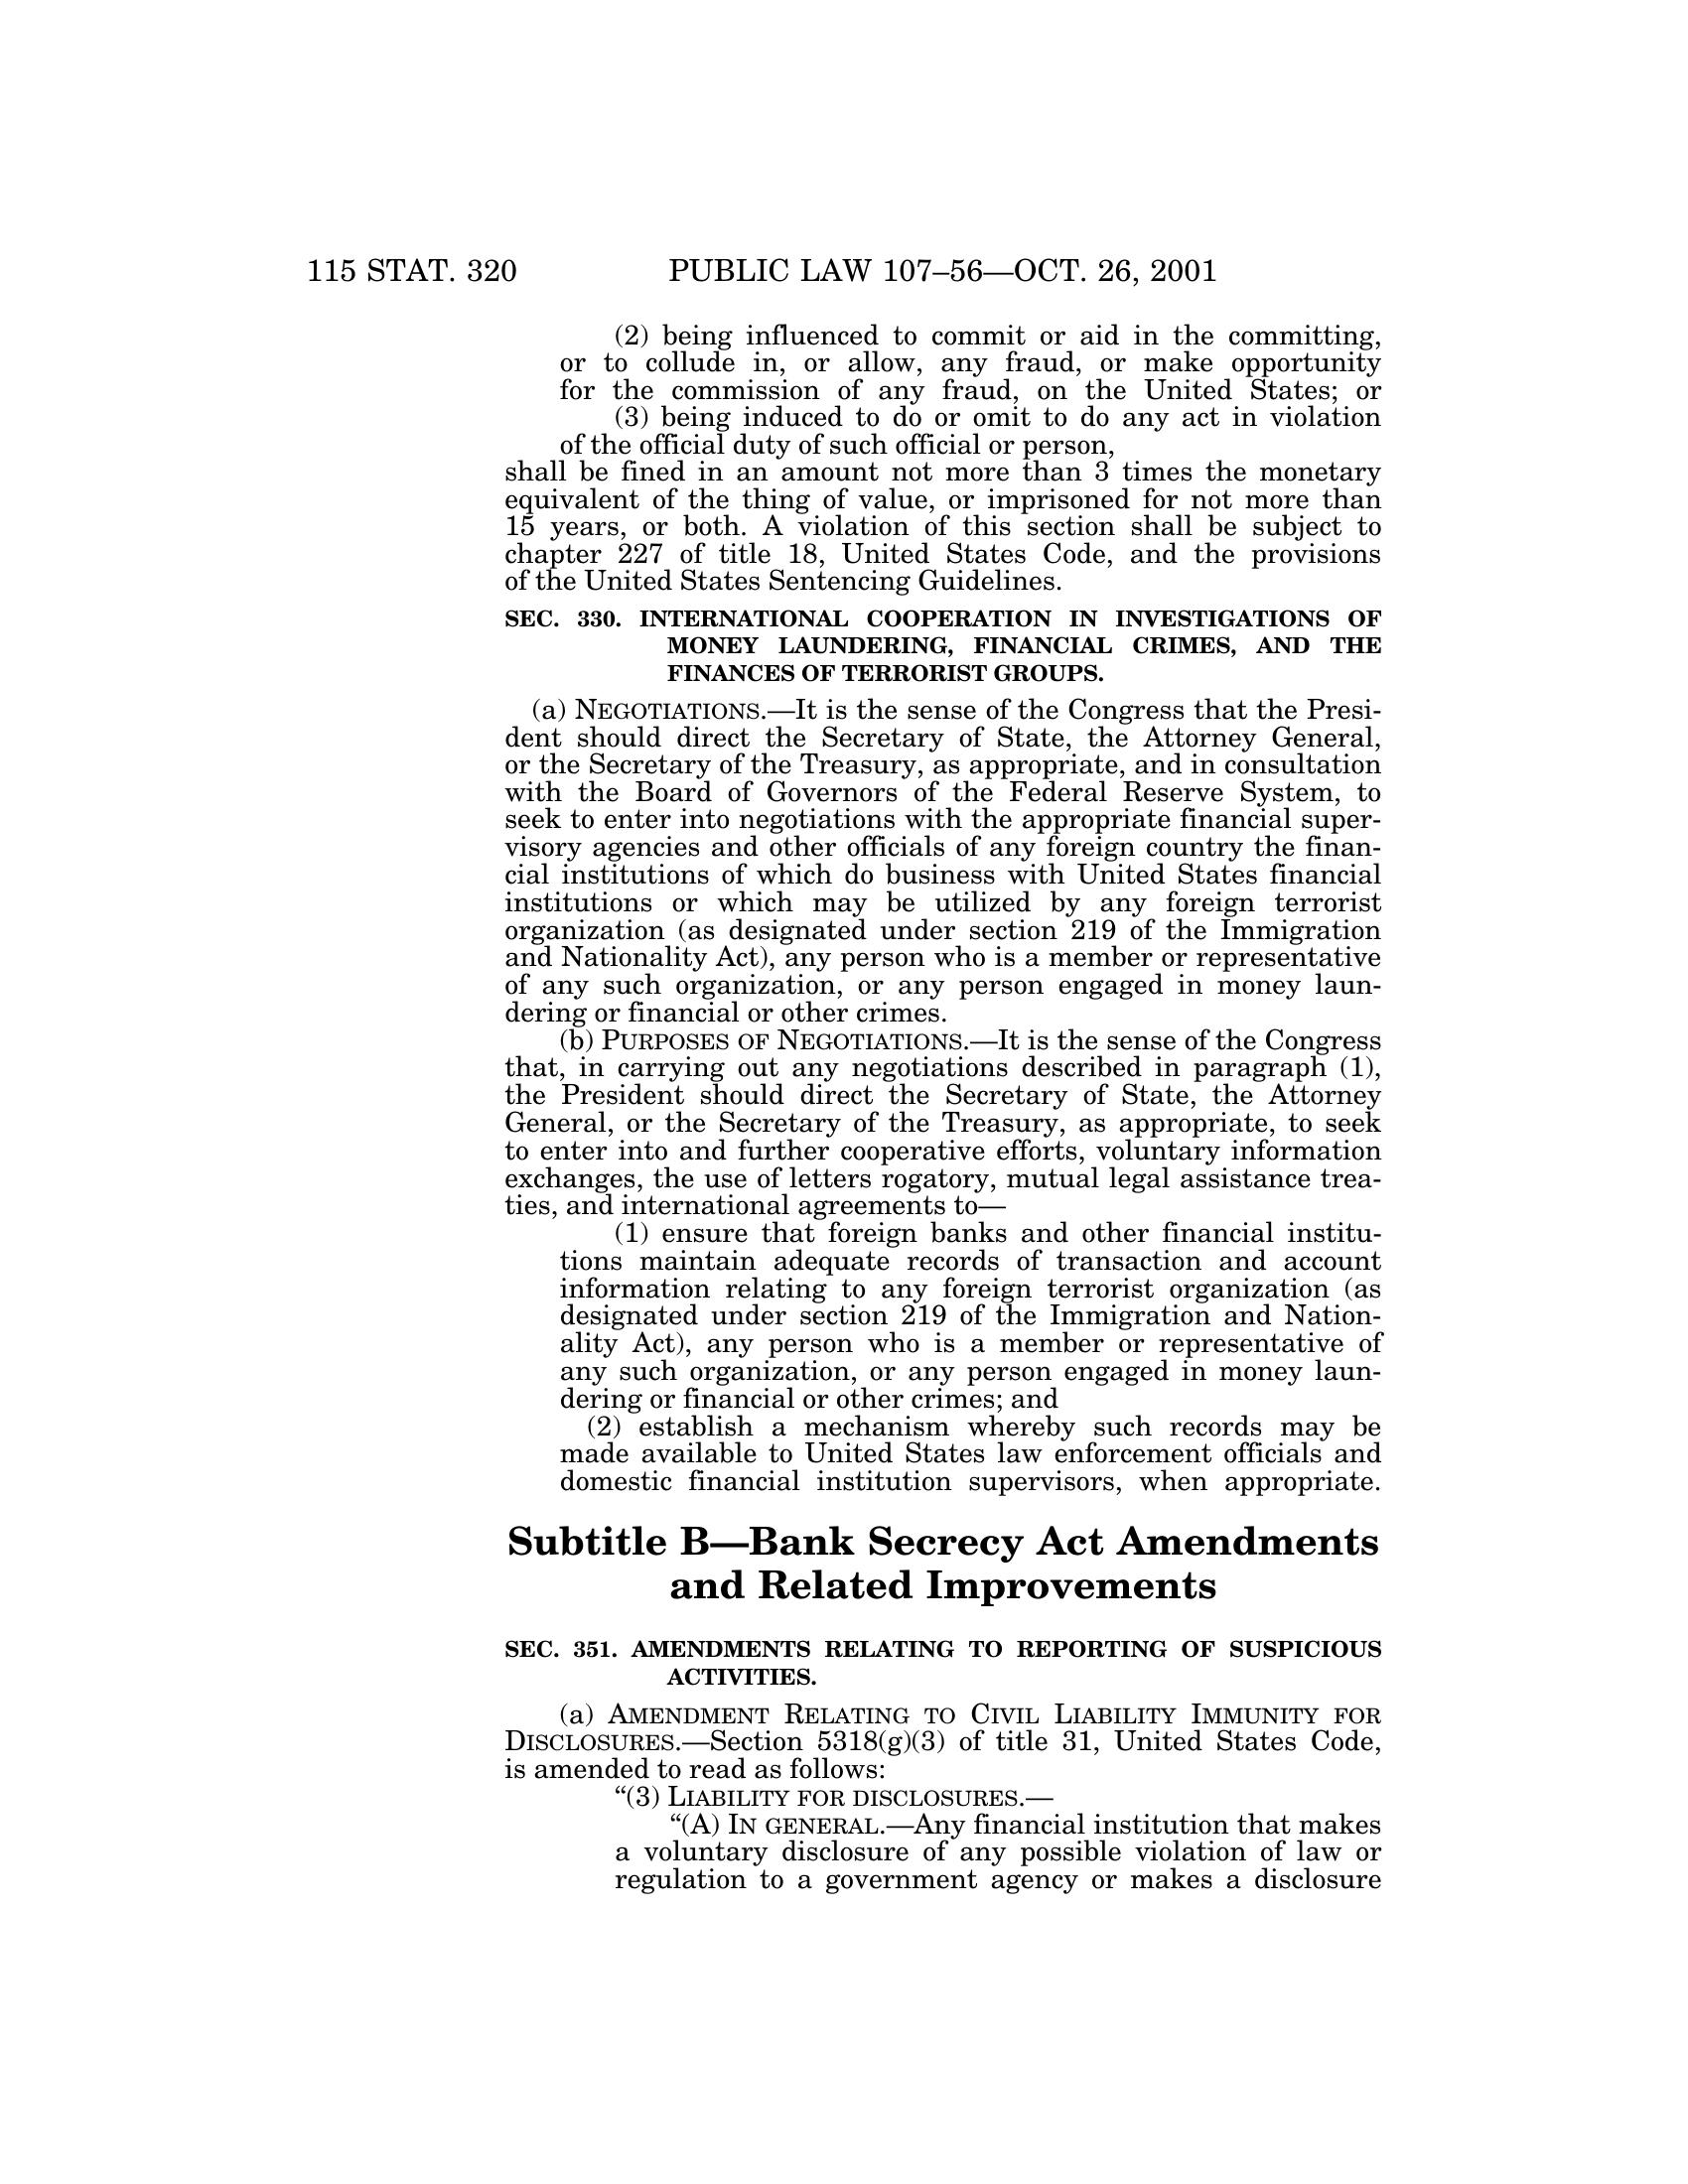 115 STAT. 320 PUBLIC LAW 107–56—OCT. 26, 2001
(2) being influenced to commit or aid in the committing,
or to collude in, or allow, any fraud, or make opportunity
for the commission of any fraud, on the United States; or
(3) being induced to do or omit to do any act in violation
of the official duty of such official or person,
shall be fined in an amount not more than 3 times the monetary
equivalent of the thing of value, or imprisoned for not more than
15 years, or both. A violation of this section shall be subject to
chapter 227 of title 18, United States Code, and the provisions
of the United States Sentencing Guidelines.
SEC. 330. INTERNATIONAL COOPERATION IN INVESTIGATIONS OF
MONEY LAUNDERING, FINANCIAL CRIMES, AND THE
FINANCES OF TERRORIST GROUPS.
(a) NEGOTIATIONS.—It is the sense of the Congress that the Presi-
dent should direct the Secretary of State, the Attorney General,
or the Secretary of the Treasury, as appropriate, and in consultation
with the Board of Governors of the Federal Reserve System, to
seek to enter into negotiations with the appropriate financial super-
visory agencies and other officials of any foreign country the finan-
cial institutions of which do business with United States financial
institutions or which may be utilized by any foreign terrorist
organization (as designated under section 219 of the Immigration
and Nationality Act), any person who is a member or representative
of any such organization, or any person engaged in money laun-
dering or financial or other crimes.
(b) PURPOSES OF NEGOTIATIONS.—It is the sense of the Congress
that, in carrying out any negotiations described in paragraph (1),
the President should direct the Secretary of State, the Attorney
General, or the Secretary of the Treasury, as appropriate, to seek
to enter into and further cooperative efforts, voluntary information
exchanges, the use of letters rogatory, mutual legal assistance trea-
ties, and international agreements to—
(1) ensure that foreign banks and other financial institu-
tions maintain adequate records of transaction and account
information relating to any foreign terrorist organization (as
designated under section 219 of the Immigration and Nation-
ality Act), any person who is a member or representative of
any such organization, or any person engaged in money laun-
dering or financial or other crimes; and
(2) establish a mechanism whereby such records may be
made available to United States law enforcement officials and
domestic financial institution supervisors, when appropriate.
Subtitle B—Bank Secrecy Act Amendments
and Related Improvements
SEC. 351. AMENDMENTS RELATING TO REPORTING OF SUSPICIOUS
ACTIVITIES.
(a) AMENDMENT RELATING TO CIVIL LIABILITY IMMUNITY FOR
DISCLOSURES.—Section 5318(g)(3) of title 31, United States Code,
is amended to read as follows:
“(3) LIABILITY FOR DISCLOSURES.—
“(A) IN GENERAL.—Any financial institution that makes
a voluntary disclosure of any possible violation of law or
regulation to a government agency or makes a disclosure